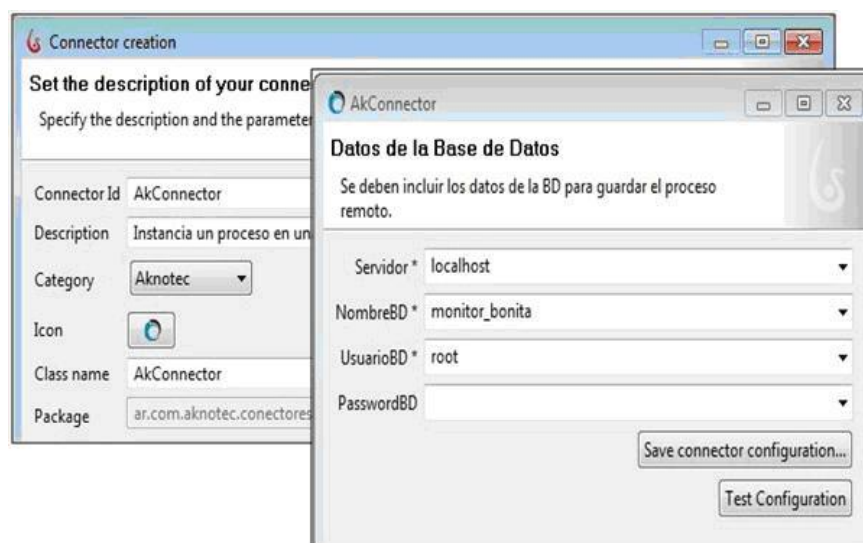 Connector creation
Set the description of your conne
Specify the description and the parameter
Connector Id AkConnector
Description Instancia un proceso en un
Category Aknotec
Icon
Class name AkConnector
Package ar.com.aknotec.conectores
AkConnector
Datos de la Base de Datos
Se deben incluir los datos de la BD para guardar el proceso
remoto.
Servidor * localhost
NombreBD * monitor_bonita
UsuarioBD * root
PasswordBD
Save connector configuration...
Test Configuration